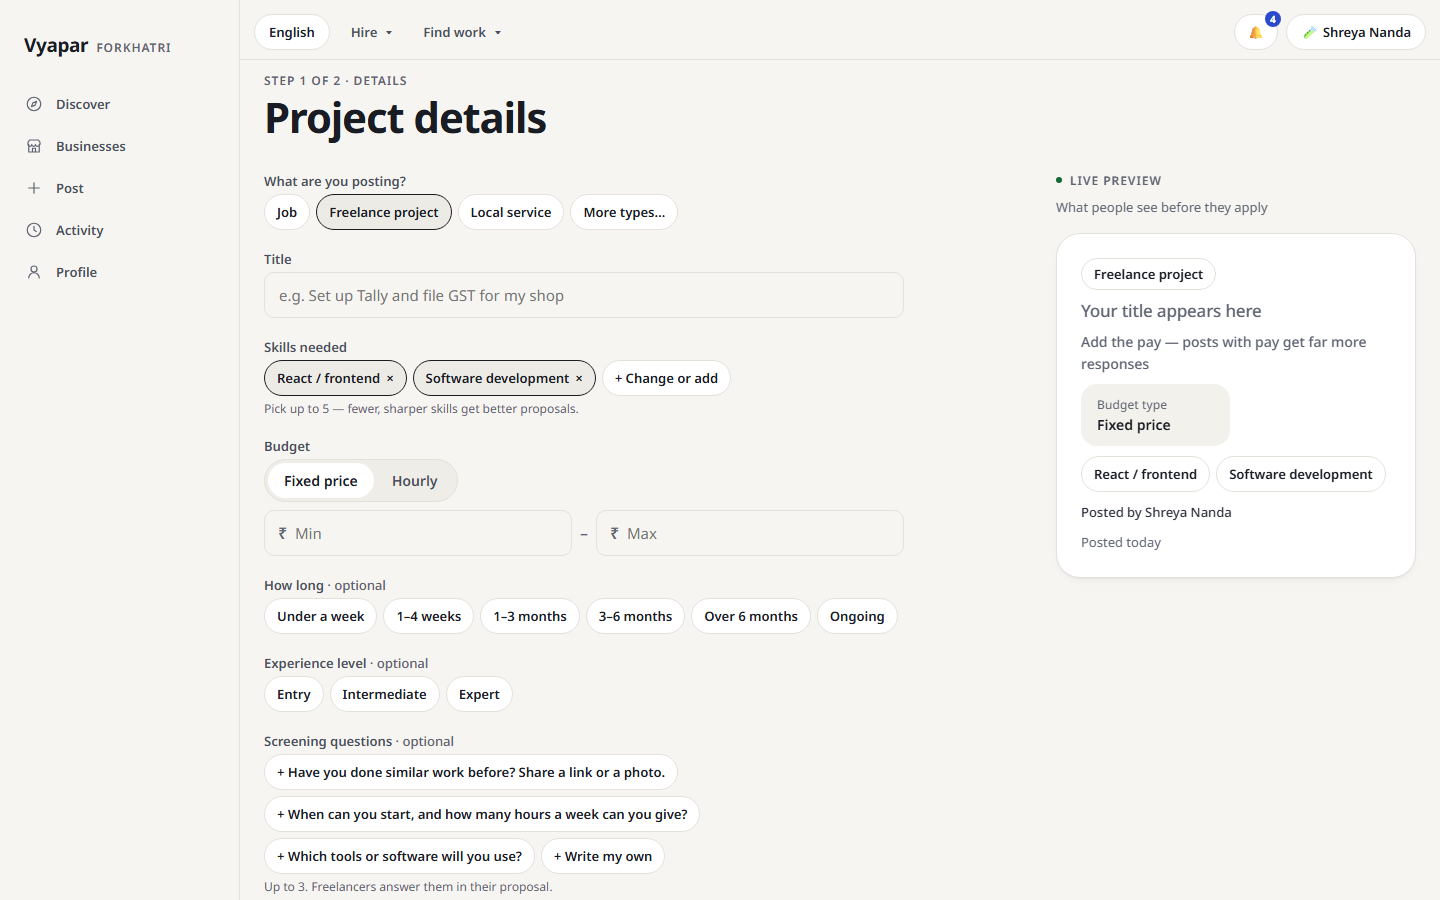 Vyapar FORKHATRI
Discover
Businesses
Post
Activity
Profile
English
Hire
Find work
4
Shreya Nanda
STEP 1 OF 2 · DETAILS
Project details
What are you posting?
Job
Freelance project
Local service
More types...
Title
e.g. Set up Tally and file GST for my shop
Skills needed
React / frontend ×
Software development ×
+ Change or add
Pick up to 5 — fewer, sharper skills get better proposals.
Budget
Fixed price
Hourly
₹ Min
–
₹ Max
How long · optional
Under a week
1–4 weeks
1–3 months
3–6 months
Over 6 months
Ongoing
Experience level · optional
Entry
Intermediate
Expert
Screening questions · optional
+ Have you done similar work before? Share a link or a photo.
+ When can you start, and how many hours a week can you give?
+ Which tools or software will you use?
+ Write my own
Up to 3. Freelancers answer them in their proposal.
LIVE PREVIEW
What people see before they apply
Freelance project
Your title appears here
Add the pay — posts with pay get far more
responses
Budget type
Fixed price
React / frontend
Software development
Posted by Shreya Nanda
Posted today